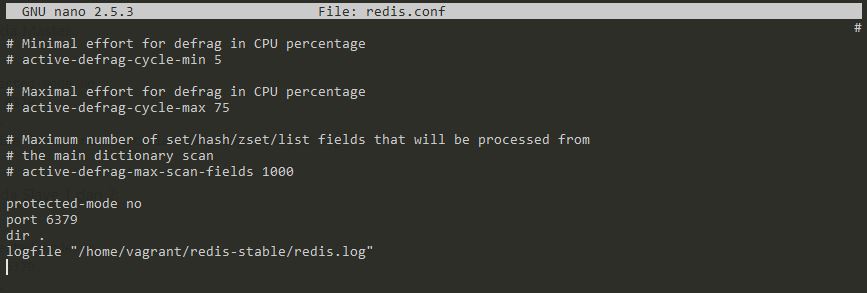 GNU nano 2.5.3 File: redis.conf
#
# Minimal effort for defrag in CPU percentage
# active-defrag-cycle-min 5
# Maximal effort for defrag in CPU percentage
# active-defrag-cycle-max 75
# Maximum number of set/hash/zset/list fields that will be processed from
# the main dictionary scan
# active-defrag-max-scan-fields 1000
protected-mode no
port 6379
dir .
logfile "/home/vagrant/redis-stable/redis.log"